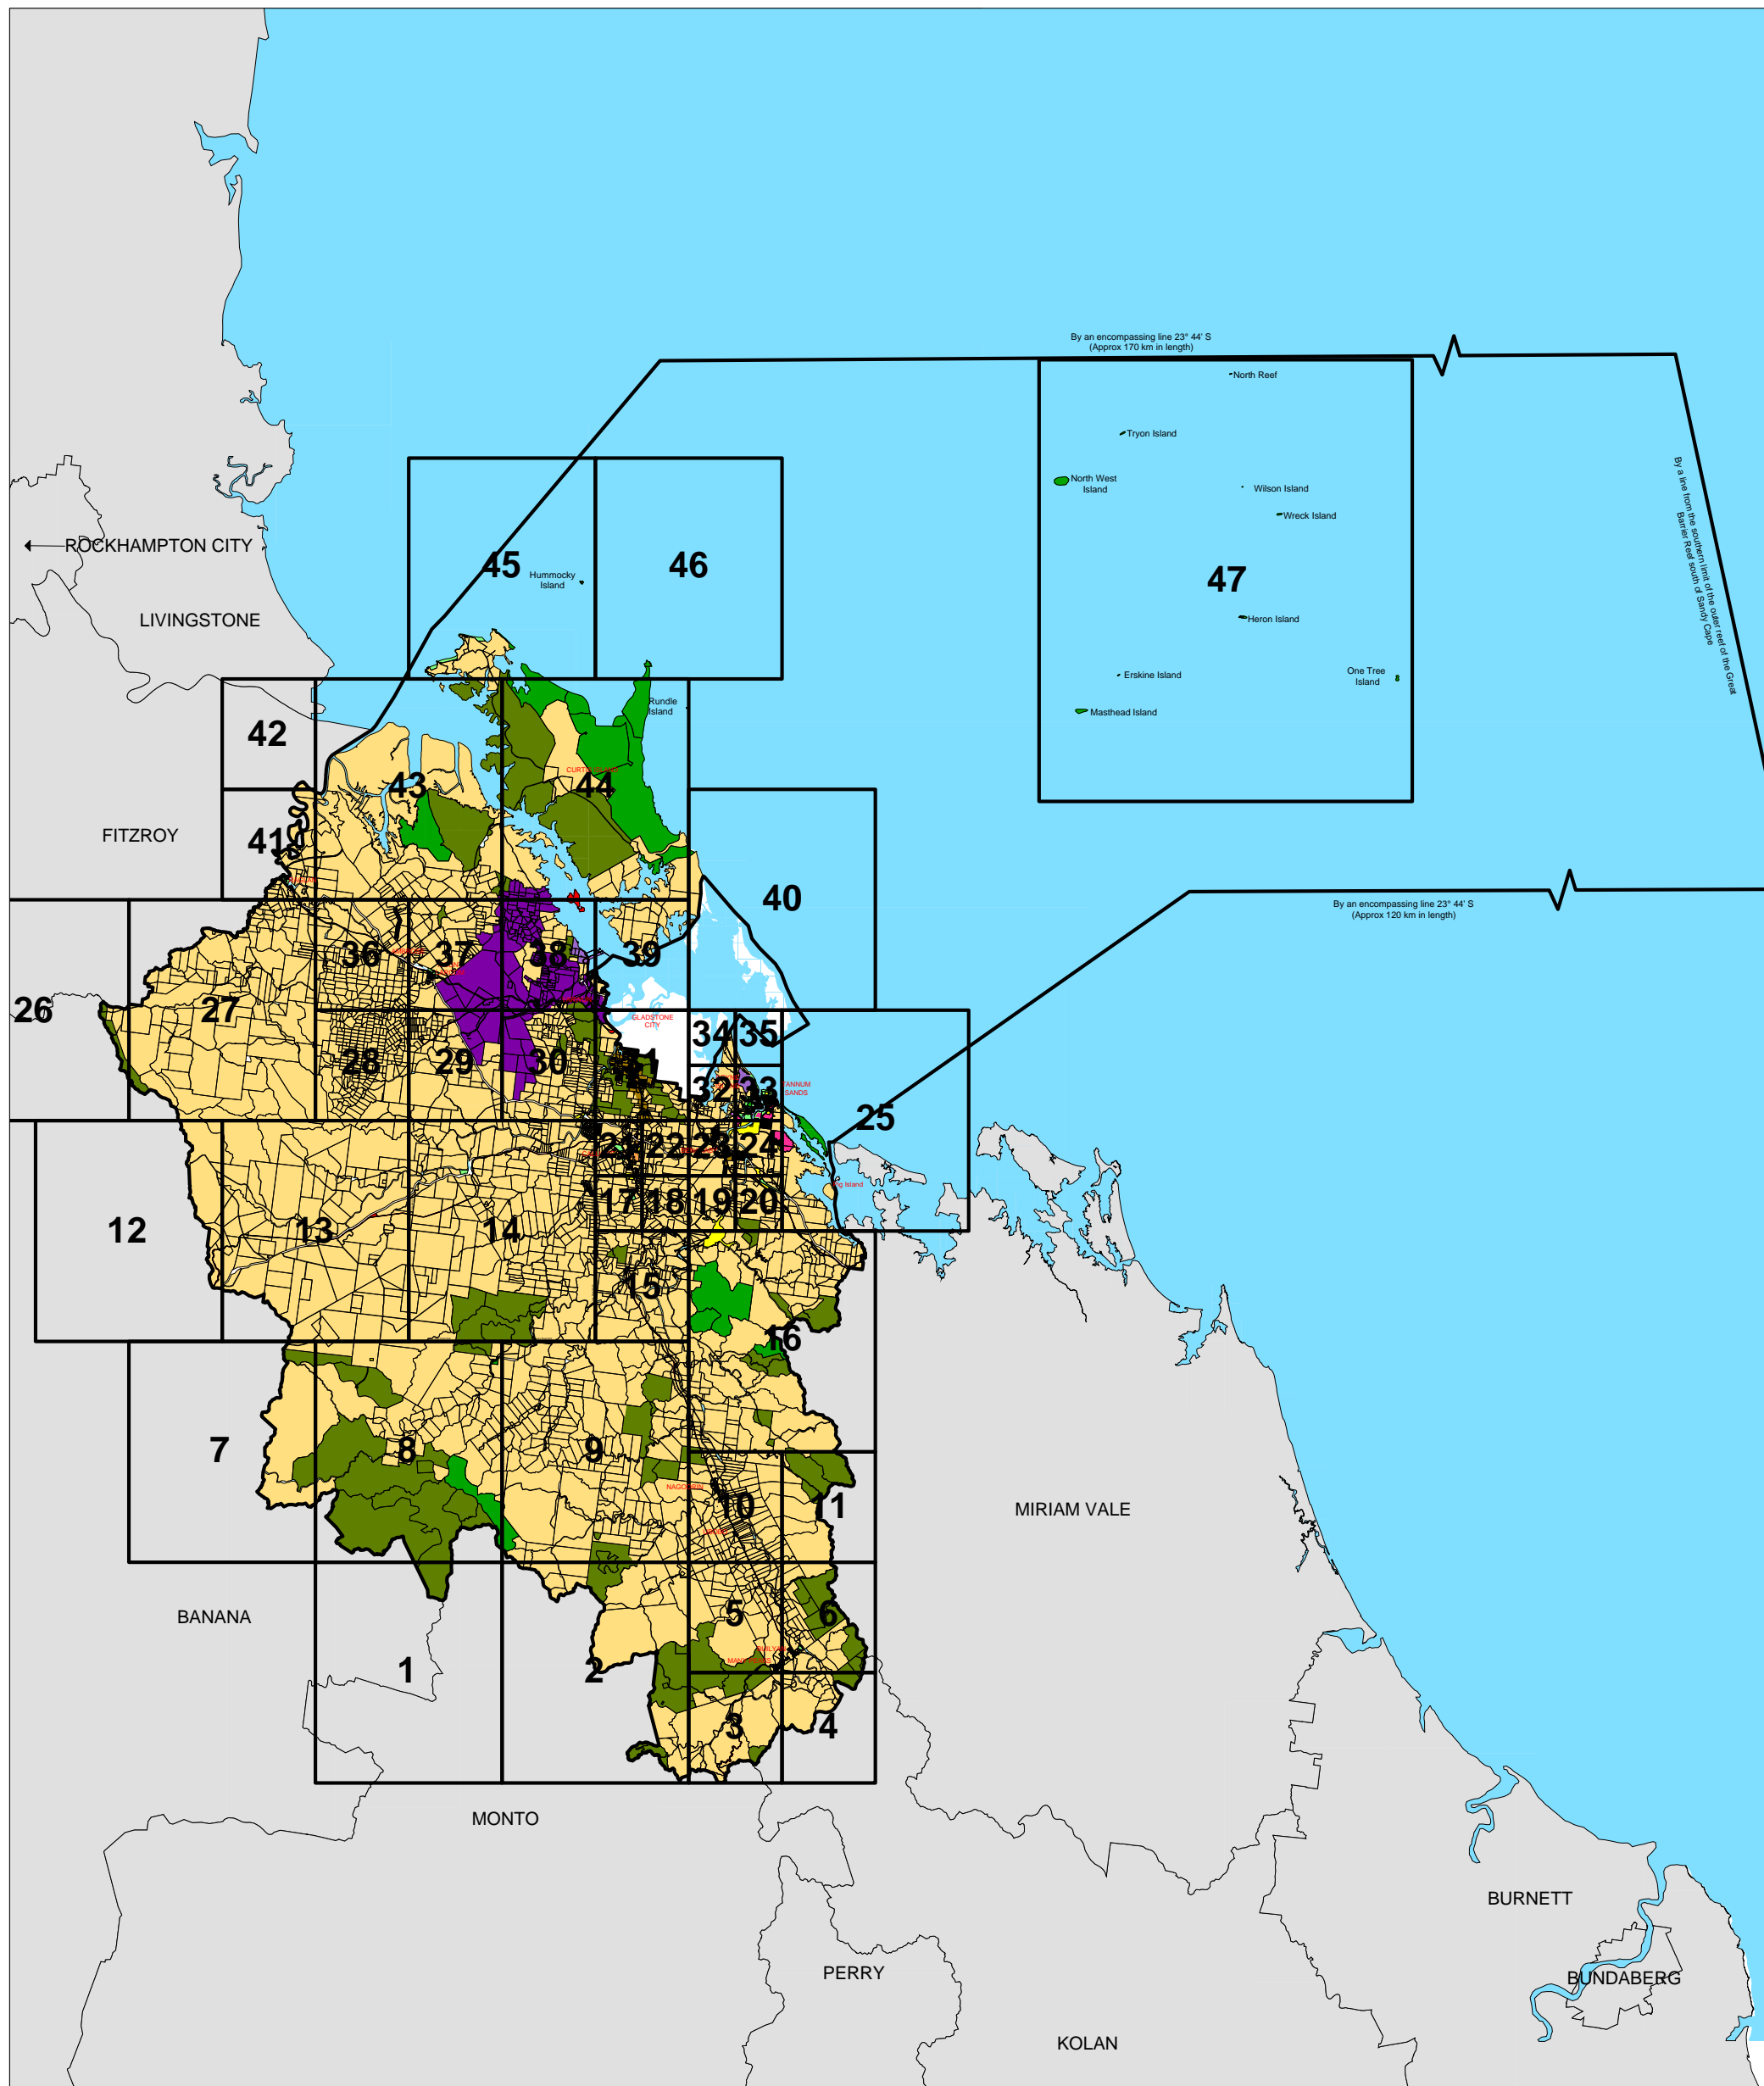 By an encompassing line 23° 44' S
(Approx 170 km in length)
North Reef
Tryon Island
North West
Island
Wilson Island
Wreck Island
By a line from the southern limit of the outer reef of the Great
Barrier Reef south of Sandy Cape
ROCKHAMPTON CITY
45
Hummocky
Island
46
47
LIVINGSTONE
Heron Island
Erskine Island
One Tree
Island
Masthead Island
Rundle
Island
42
43
44
FITZROY
41
40
By an encompassing line 23° 44' S
(Approx 120 km in length)
36
37
38
39
26
27
GLADSTONE
CITY
34
35
28
29
30
31
32
33
TANNUM
SANDS
25
21
22
23
24
17
18
19
20
12
13
14
15
16
7
8
9
10
11
MIRIAM VALE
BANANA
5
6
1
2
3
4
MONTO
BURNETT
PERRY
BUNDABERG
KOLAN